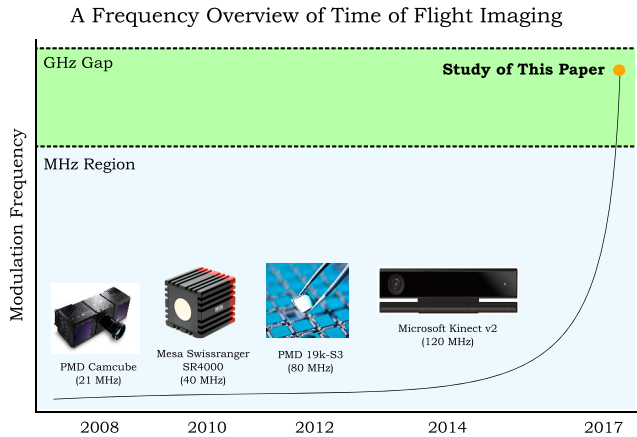 A Frequency Overview of Time of Flight Imaging
GHz Gap
Study of This Paper
MHz Region
Modulation Frequency
PMD Camcube
(21 MHz)
Mesa Swissranger
SR4000
(40 MHz)
PMD 19k-S3
(80 MHz)
Microsoft Kinect v2
(120 MHz)
2008
2010
2012
2014
2017